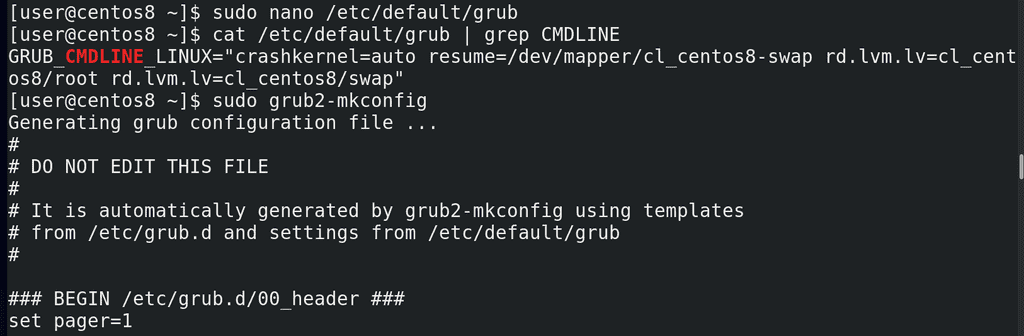 [user@centos8 ~]$ sudo nano /etc/default/grub
[user@centos8 ~]$ cat /etc/default/grub | grep CMDLINE
GRUB_CMDLINE_LINUX="crashkernel=auto resume=/dev/mapper/cl_centos8-swap rd.lvm.lv=cl_cent
os8/root rd.lvm.lv=cl_centos8/swap"
[user@centos8 ~]$ sudo grub2-mkconfig
Generating grub configuration file ...
#
# DO NOT EDIT THIS FILE
#
# It is automatically generated by grub2-mkconfig using templates
# from /etc/grub.d and settings from /etc/default/grub
#

### BEGIN /etc/grub.d/00_header ###
set pager=1